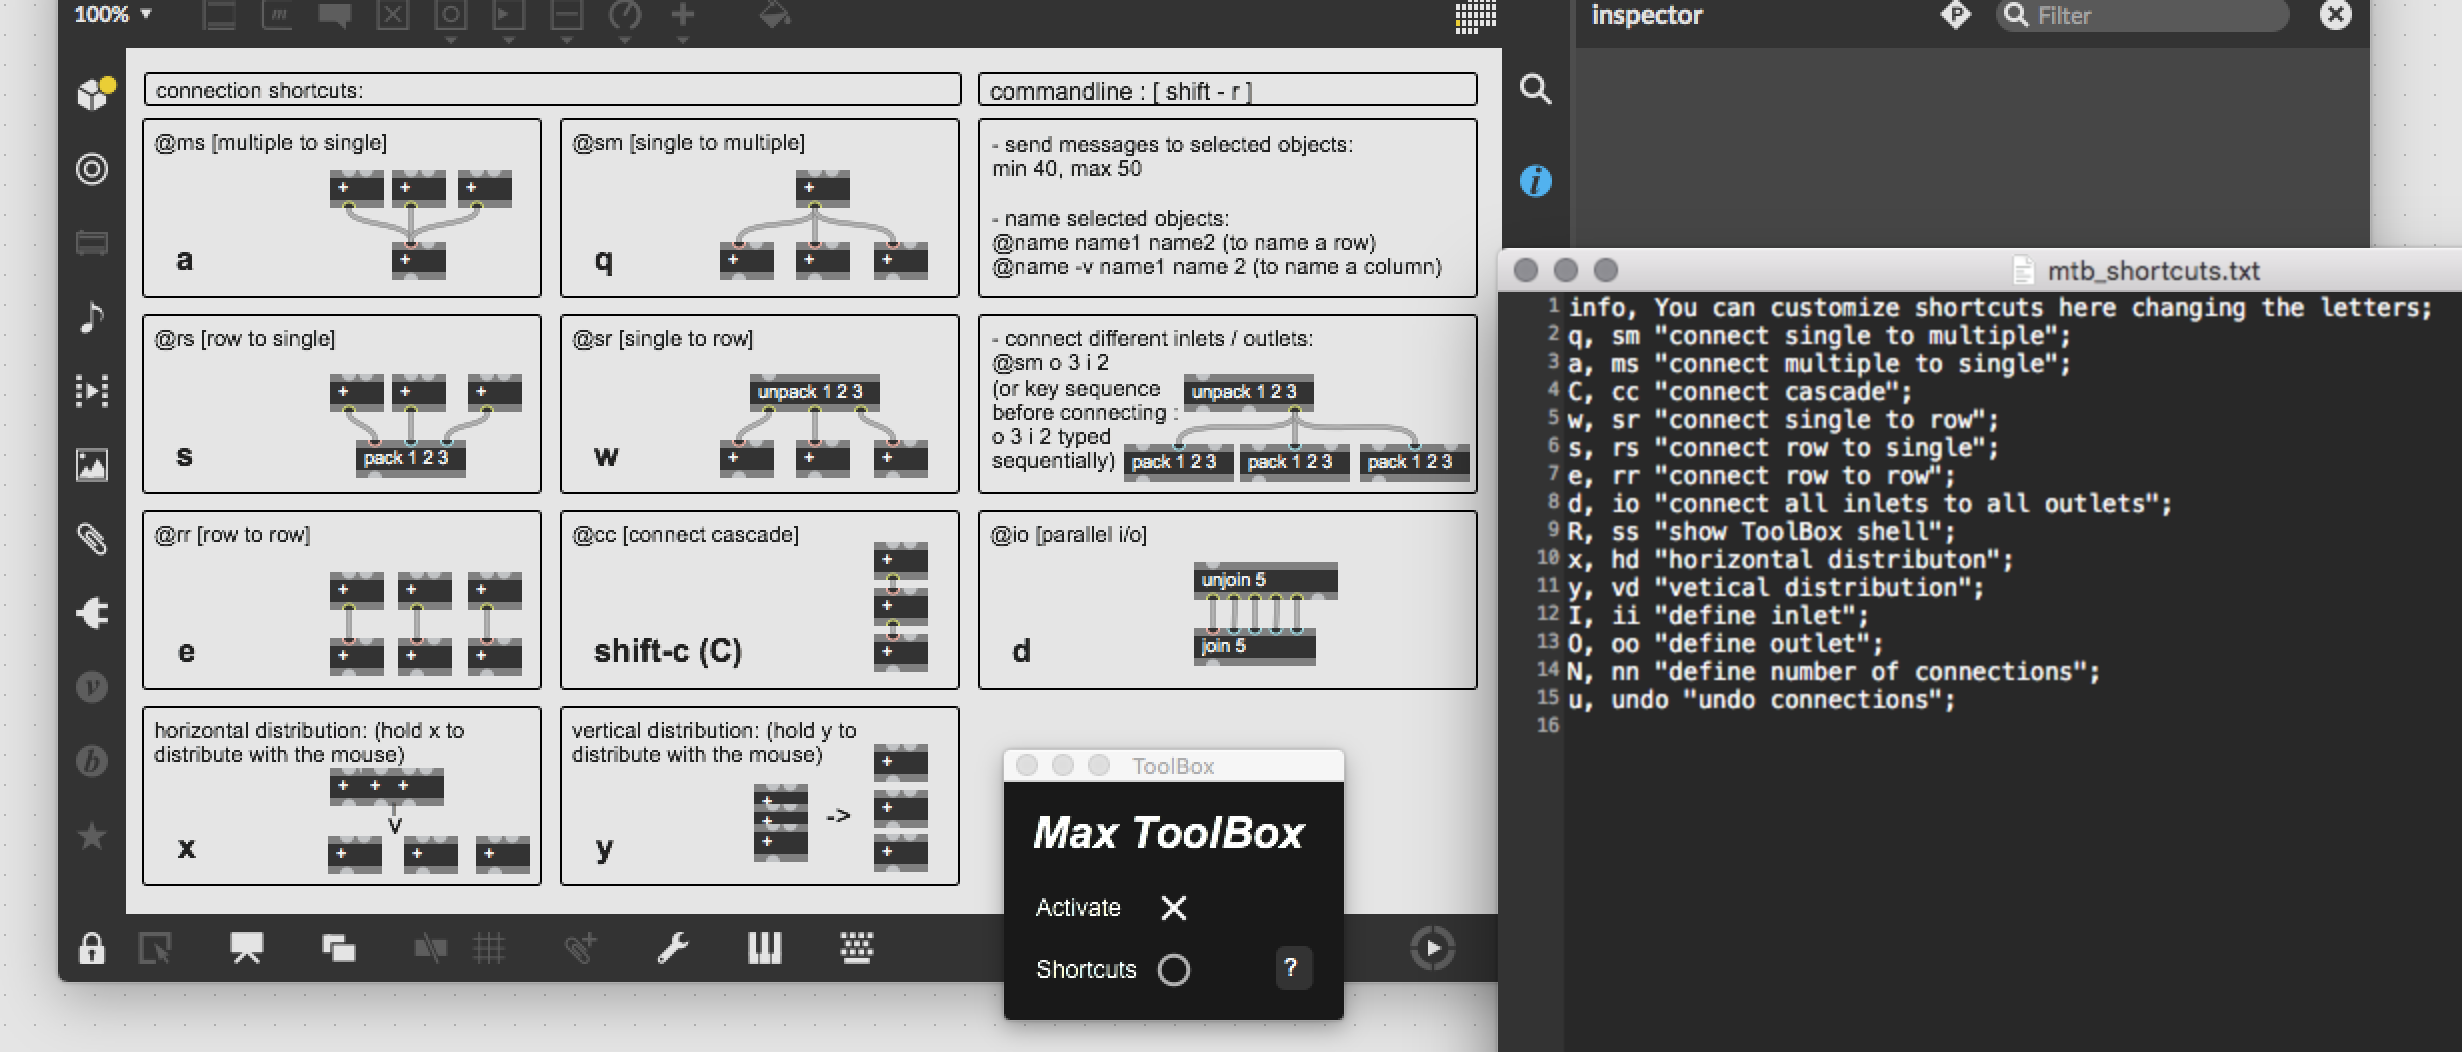 100%
m
inspector
P
Filter
connection shortcuts:
commandline : [ shift - r ]
@ms [multiple to single]
+ + +
+
a
@sm [single to multiple]
+
+ + +
q
- send messages to selected objects:
min 40, max 50
- name selected objects:
@name name1 name2 (to name a row)
@name -v name1 name 2 (to name a column)
@rs [row to single]
+ + +
pack 1 2 3
s
@sr [single to row]
unpack 1 2 3
+ + +
w
- connect different inlets / outlets:
@sm o 3 i 2
(or key sequence
before connecting :
o 3 i 2 typed
sequentially)
unpack 1 2 3
pack 1 2 3 pack 1 2 3 pack 1 2 3
@rr [row to row]
+ + +
+ + +
e
@cc [connect cascade]
+
+
+
shift-c (C)
@io [parallel i/o]
unjoin 5
join 5
d
horizontal distribution: (hold x to
distribute with the mouse)
+ + +
v
+ + +
x
vertical distribution: (hold y to
distribute with the mouse)
+
+
+
->
+
+
+
y
i
v
b
ToolBox
Max ToolBox
Activate
Shortcuts
?
mtb_shortcuts.txt
1 info, You can customize shortcuts here changing the letters;
2 q, sm "connect single to multiple";
3 a, ms "connect multiple to single";
4 C, cc "connect cascade";
5 w, sr "connect single to row";
6 s, rs "connect row to single";
7 e, rr "connect row to row";
8 d, io "connect all inlets to all outlets";
9 R, ss "show ToolBox shell";
10 x, hd "horizontal distributon";
11 y, vd "vetical distribution";
12 I, ii "define inlet";
13 O, oo "define outlet";
14 N, nn "define number of connections";
15 u, undo "undo connections";
16